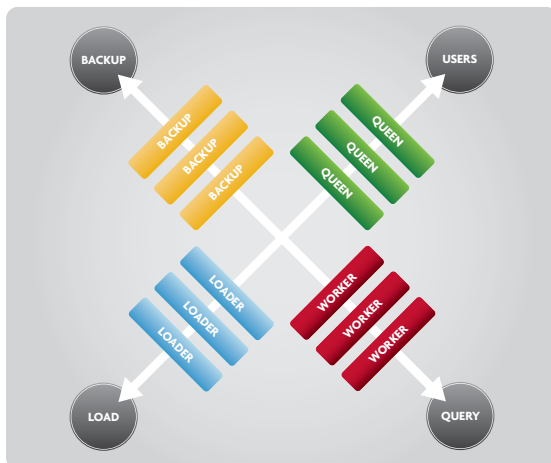 BACKUP
USERS
BACKUP
BACKUP
BACKUP
QUEEN
QUEEN
QUEEN
LOADER
LOADER
LOADER
WORKER
WORKER
WORKER
LOAD
QUERY